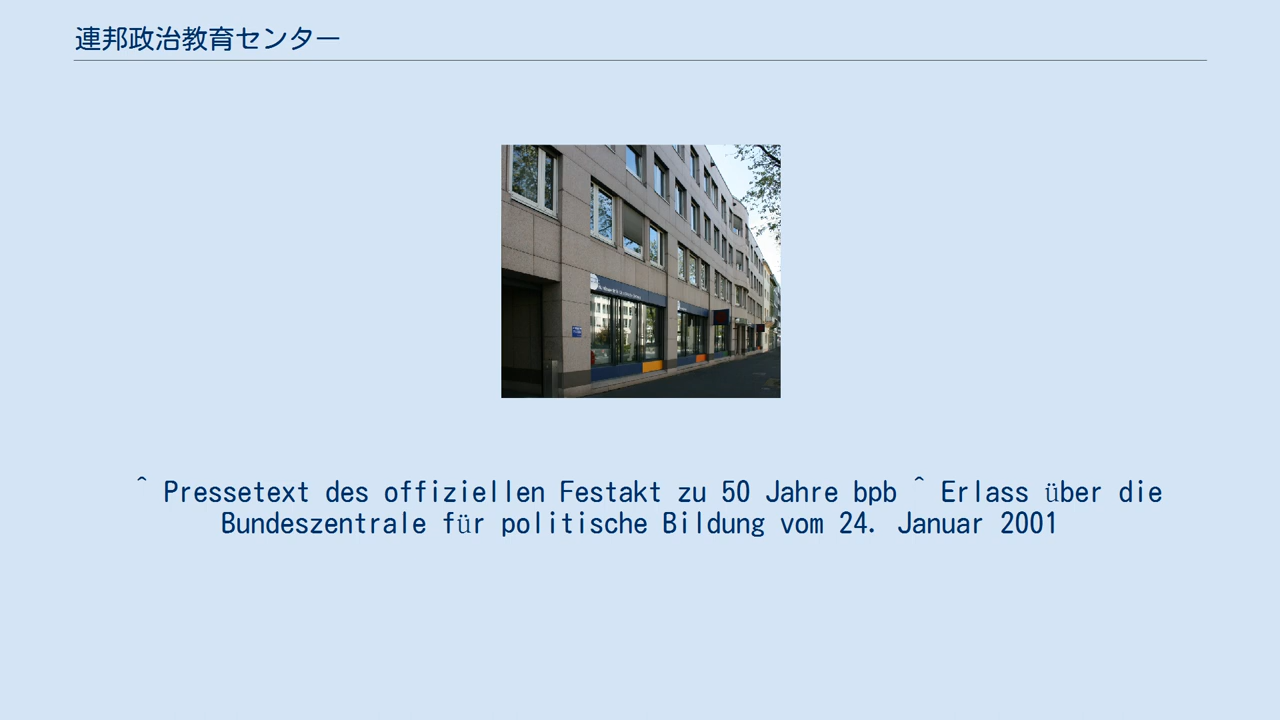 連邦政治教育センター
^ Pressetext des offiziellen Festakt zu 50 Jahre bpb ^ Erlass über die
Bundeszentrale für politische Bildung vom 24. Januar 2001